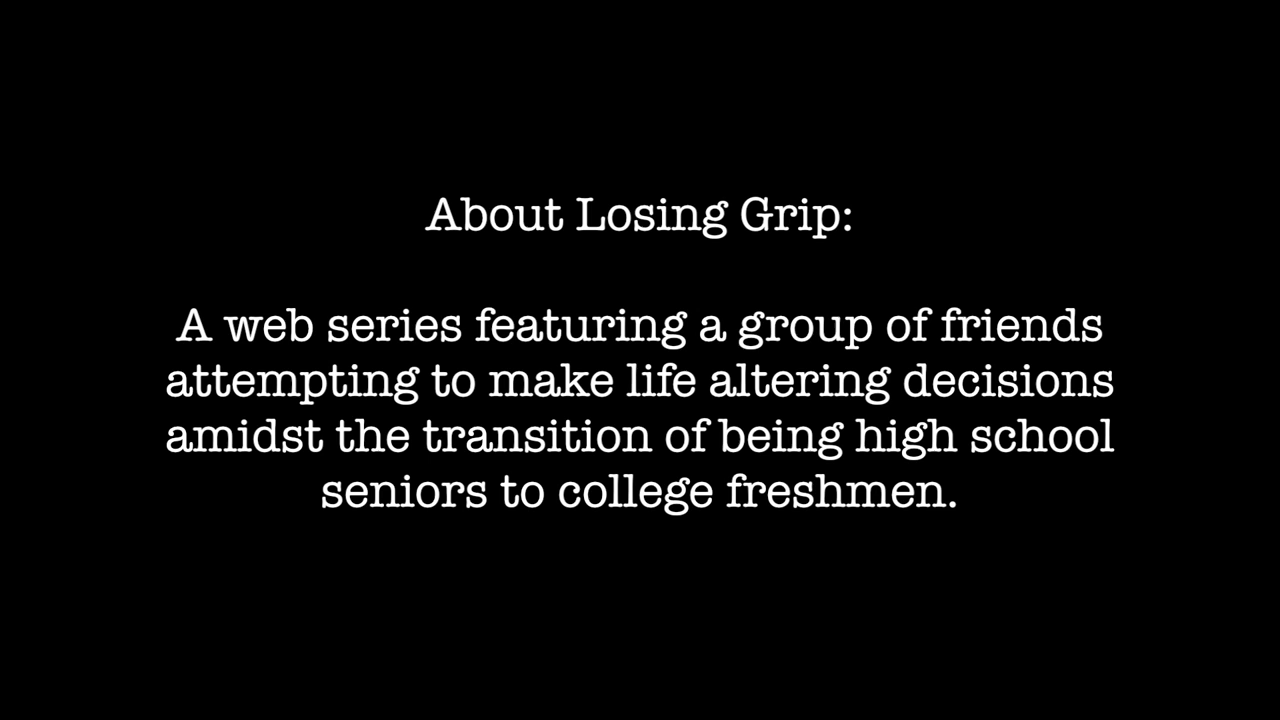 About Losing Grip:
A web series featuring a group of friends
attempting to make life altering decisions
amidst the transition of being high school
seniors to college freshmen.